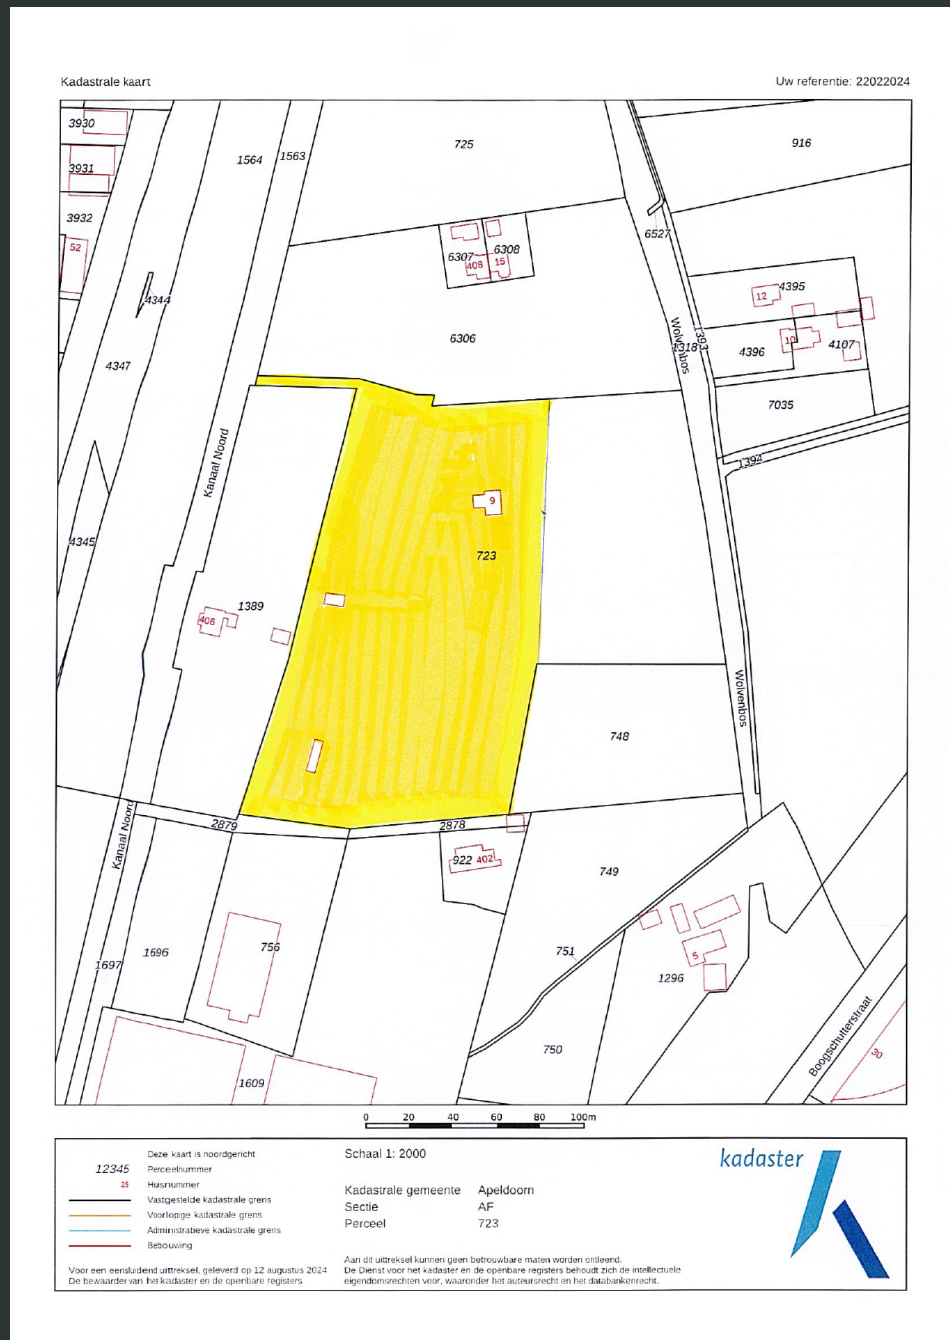 Kadastrale kaart
Uw referentie: 22022024
3930
3931
3932
52
1564
1563
725
916
6527
6307
6308
408
15
4344
4347
4395
12
6306
Wolvenbos
1318
1393
4396
10
4107
7035
Kanaal Noord
1394
9
4345
723
1389
406
Wolvenbos
748
2879
2878
Kanaal Noord
922
402
749
1697
1696
756
751
5
1296
Boogschutterstraat
750
30
1609
0 20 40 60 80 100m
Deze kaart is noordgericht
12345 Perceelnummer
25 Huisnummer
Vastgestelde kadastrale grens
Voorlopige kadastrale grens
Administratieve kadastrale grens
Bebouwing
Voor een eensluidend uittreksel, geleverd op 12 augustus 2024
De bewaarder van het kadaster en de openbare registers
Schaal 1: 2000
Kadastrale gemeente Apeldoorn
Sectie AF
Perceel 723
Aan dit uittreksel kunnen geen betrouwbare maten worden ontleend.
De Dienst voor het kadaster en de openbare registers behoudt zich de intellectuele
eigendomsrechten voor, waaronder het auteursrecht en het databankenrecht.
kadaster